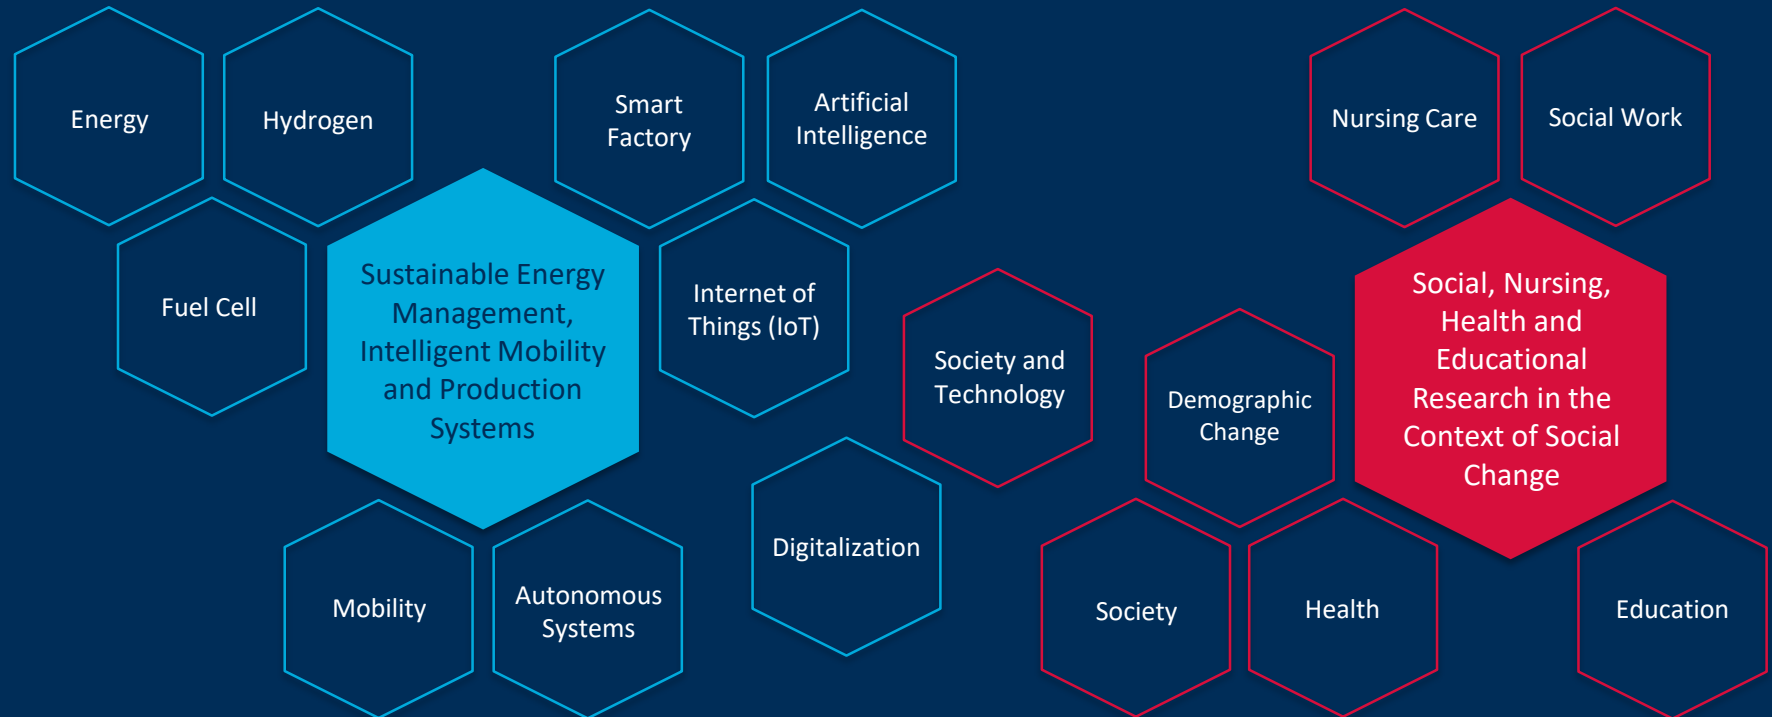 Energy
Hydrogen
Smart
Factory
Artificial
Intelligence
Nursing Care
Social Work
Fuel Cell
Sustainable Energy
Management,
Intelligent Mobility
and Production
Systems
Internet of
Things (IoT)
Society and
Technology
Demographic
Change
Social, Nursing,
Health and
Educational
Research in the
Context of Social
Change
Mobility
Autonomous
Systems
Digitalization
Society
Health
Education